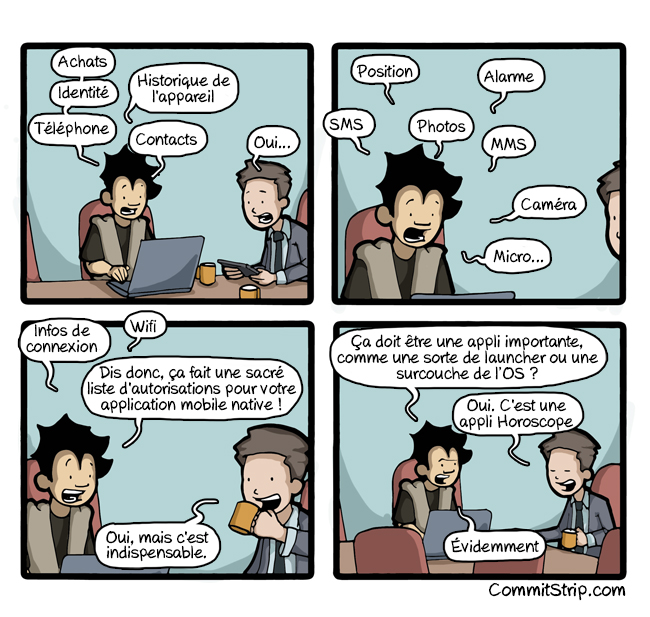 Achats
Identité
Téléphone
Historique de
l'appareil
Contacts
Oui...
Position
Alarme
SMS
Photos
MMS
Caméra
Micro...
Infos de
connexion
Wifi
Dis donc, ça fait une sacré
liste d'autorisations pour votre
application mobile native !
Oui, mais c'est
indispensable.
Ça doit être une appli importante,
comme une sorte de launcher ou une
surcouche de l'OS ?
Oui. C'est une
appli Horoscope
Évidemment
CommitStrip.com